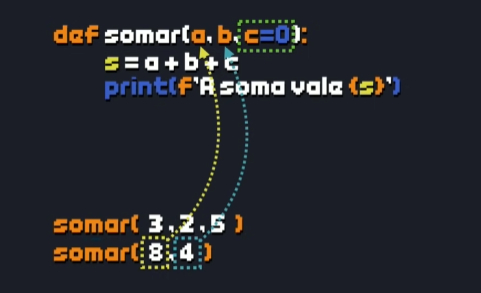 def somar(a, b, c=0):
s = a + b + c
print(f'A soma vale {s}')
somar( 3, 2, 5 )
somar( 8, 4 )